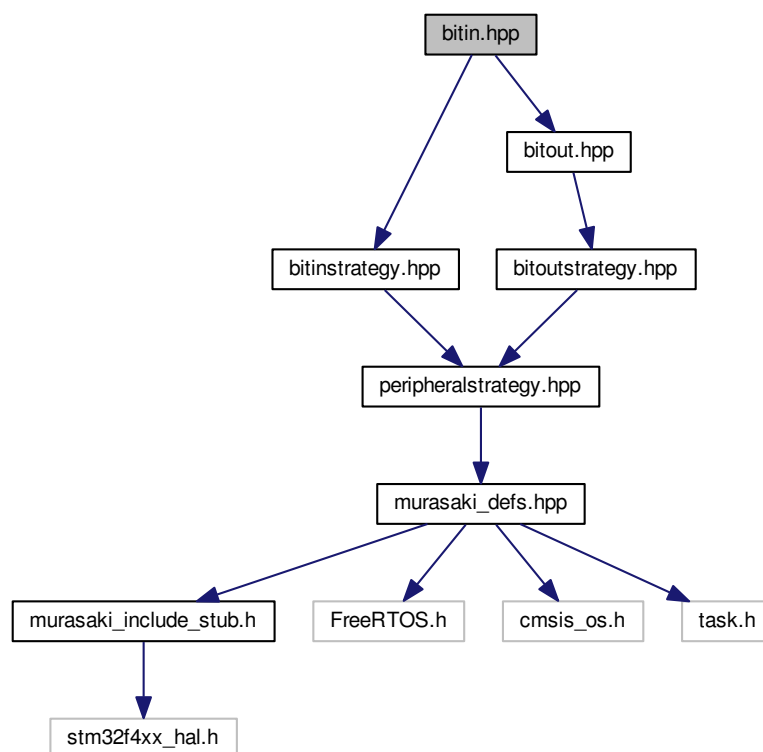 bitin.hpp
bitout.hpp
bitinstrategy.hpp
bitoutstrategy.hpp
peripheralstrategy.hpp
murasaki_defs.hpp
murasaki_include_stub.h
FreeRTOS.h
cmsis_os.h
task.h
stm32f4xx_hal.h